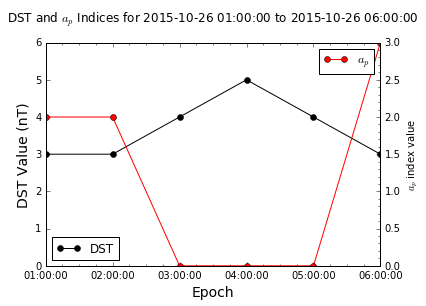 DST and aₚ Indices for 2015-10-26 01:00:00 to 2015-10-26 06:00:00
6
5
4
3
2
1
0
DST Value (nT)
3.0
2.5
2.0
1.5
1.0
0.5
0.0
aₚ index value
aₚ
DST
01:00:00 02:00:00 03:00:00 04:00:00 05:00:00 06:00:00
Epoch